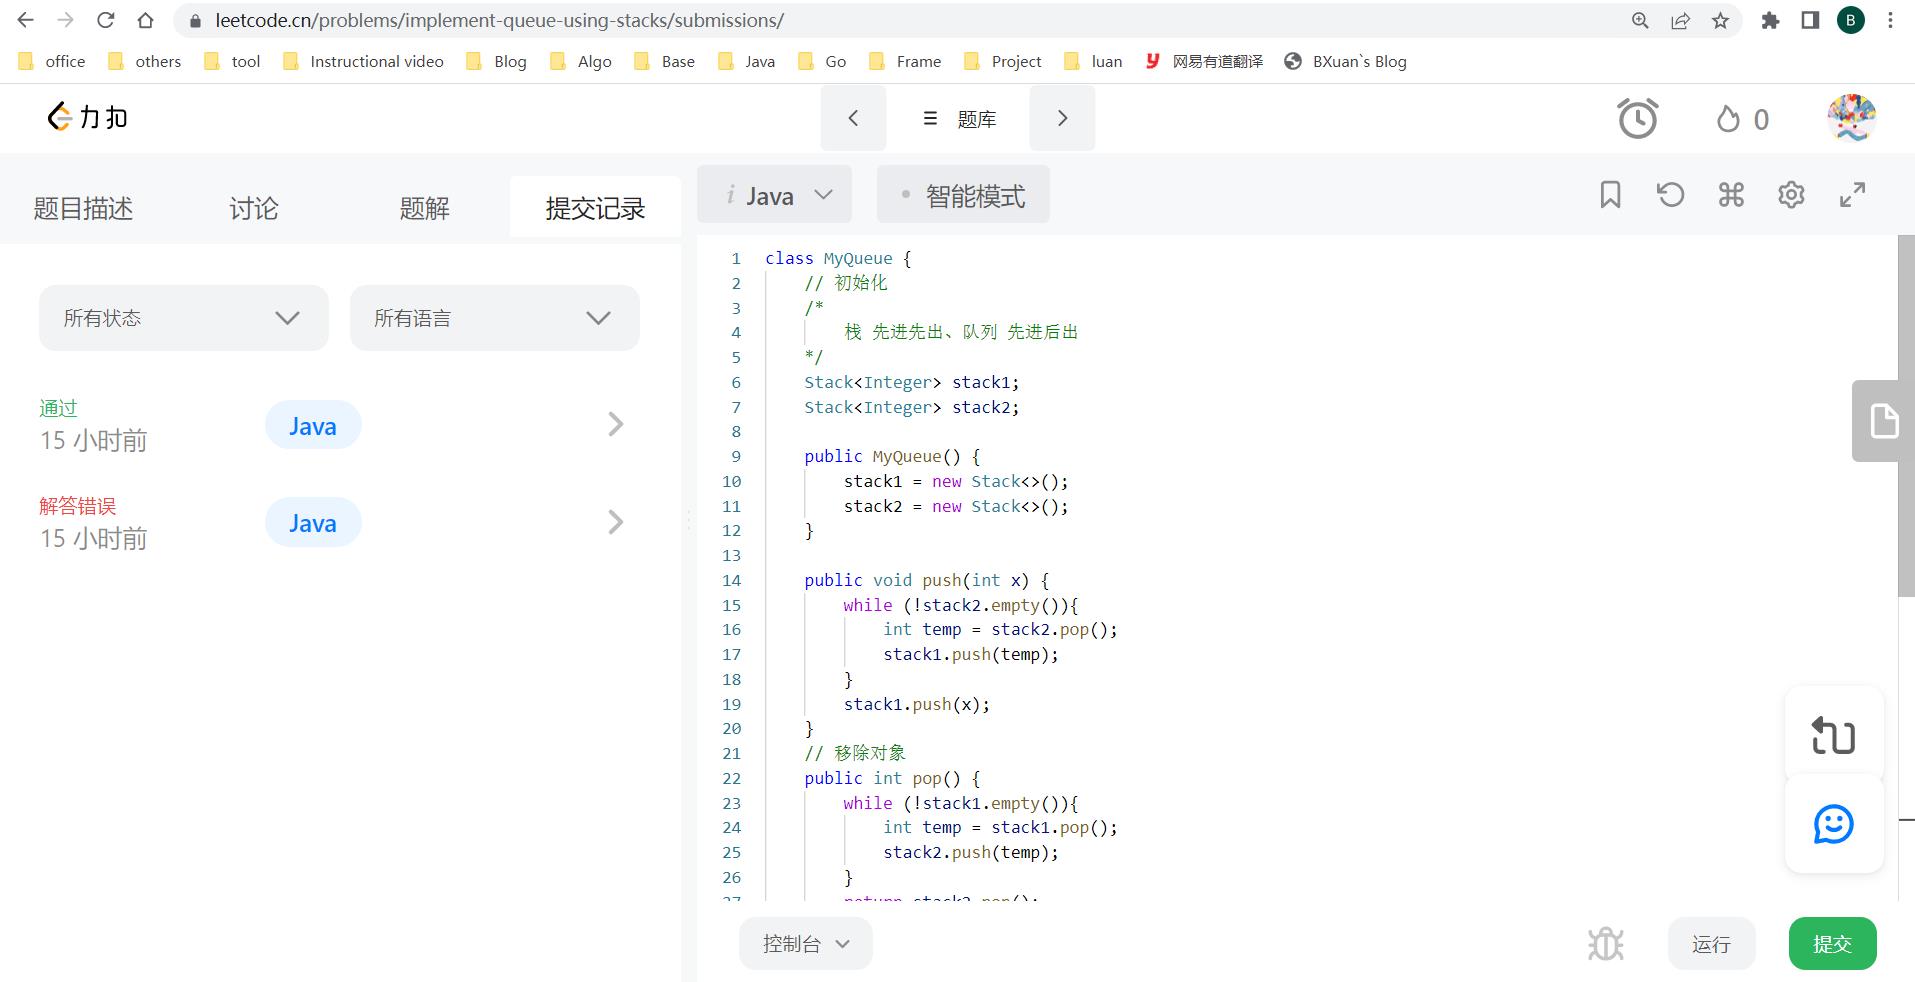 leetcode.cn/problems/implement-queue-using-stacks/submissions/
B
office others tool Instructional video Blog Algo Base Java Go Frame Project luan 网易有道翻译 BXuan`s Blog
力扣 题库 0
题目描述 讨论 题解 提交记录
i Java 智能模式
所有状态 所有语言
通过
15 小时前 Java
解答错误
15 小时前 Java
1 class MyQueue {
2 // 初始化
3 /*
4 栈 先进先出、队列 先进后出
5 */
6 Stack<Integer> stack1;
7 Stack<Integer> stack2;
8
9 public MyQueue() {
10 stack1 = new Stack<>();
11 stack2 = new Stack<>();
12 }
13
14 public void push(int x) {
15 while (!stack2.empty()){
16 int temp = stack2.pop();
17 stack1.push(temp);
18 }
19 stack1.push(x);
20 }
21 // 移除对象
22 public int pop() {
23 while (!stack1.empty()){
24 int temp = stack1.pop();
25 stack2.push(temp);
26 }
27 return stack2.pop();
控制台 运行 提交